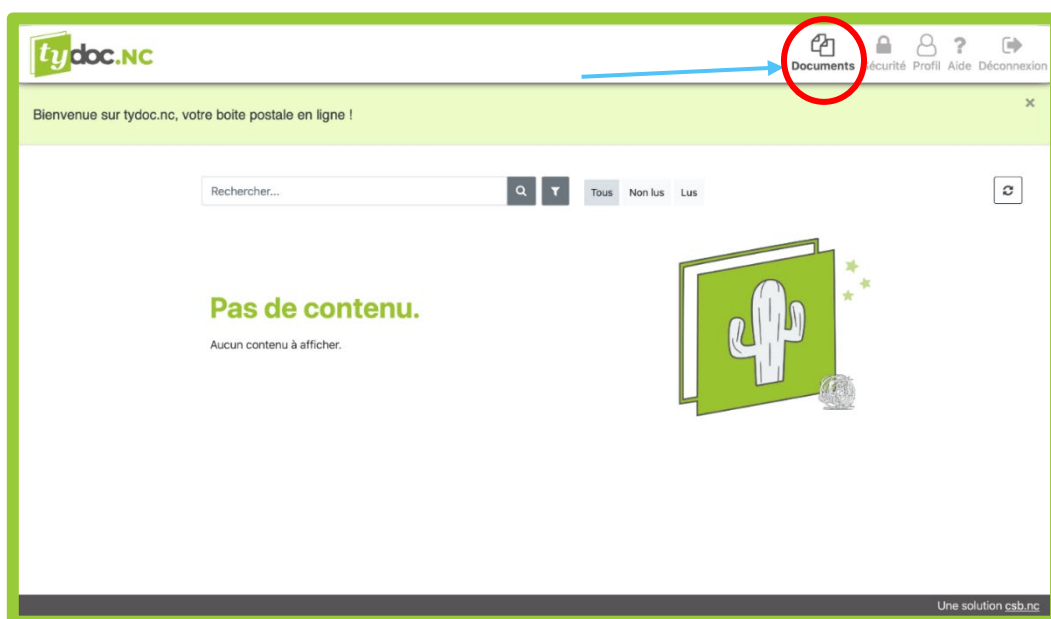 tydoc.NC
Documents Sécurité Profil Aide Déconnexion
Bienvenue sur tydoc.nc, votre boite postale en ligne !
Rechercher...
Tous Non lus Lus
Pas de contenu.
Aucun contenu à afficher.
Une solution csb.nc